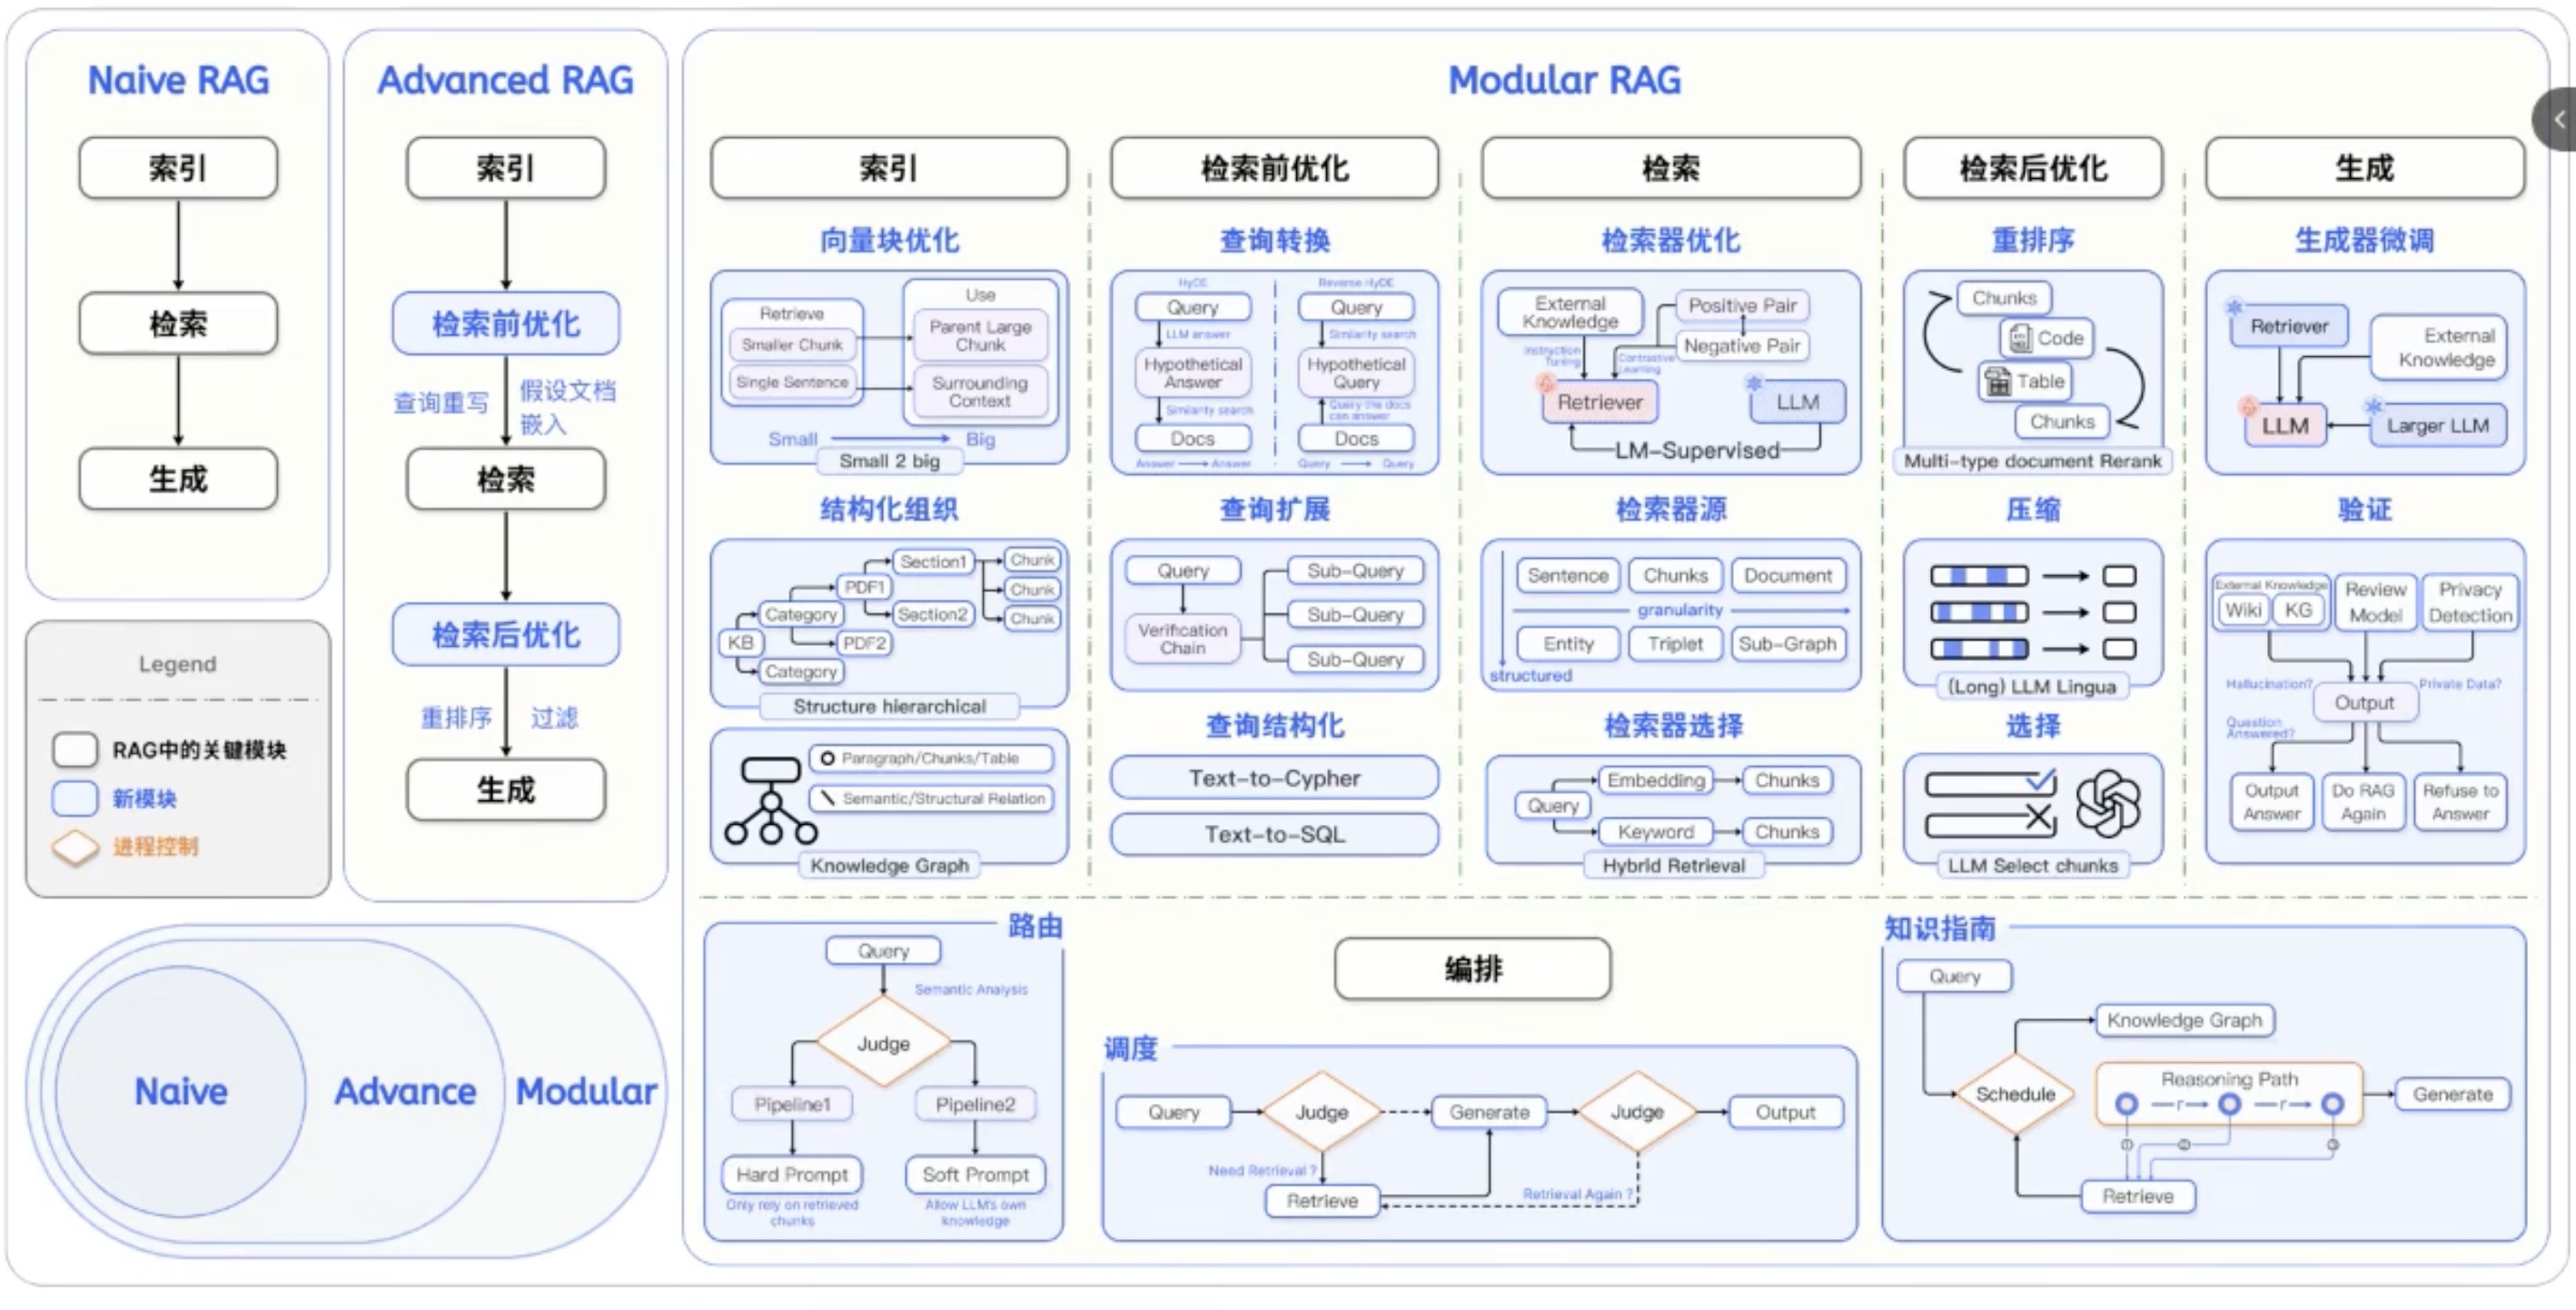 Naive RAG
索引
检索
生成
Advanced RAG
索引
检索前优化
查询重写
假设文档
嵌入
检索
检索后优化
重排序
过滤
生成
Legend
RAG中的关键模块
新模块
进程控制
Naive
Advance
Modular
Modular RAG
索引
向量块优化
Retrieve
Smaller Chunk
Single Sentence
Use
Parent Large
Chunk
Surrounding
Context
Small
Big
Small 2 big
结构化组织
KB
Category
Category
PDF1
PDF2
Section1
Section2
Chunk
Chunk
Chunk
Structure hierarchical
Paragraph/Chunks/Table
Semantic/Structural Relation
Knowledge Graph
检索前优化
查询转换
HyDE
Query
LLM answer
Hypothetical
Answer
Similarity search
Docs
Answer
Answer
Reverse HyDE
Query
Similarity search
Hypothetical
Query
Query the docs
can answer
Docs
Query
Query
查询扩展
Query
Verification
Chain
Sub-Query
Sub-Query
Sub-Query
查询结构化
Text-to-Cypher
Text-to-SQL
检索
检索器优化
External
Knowledge
Positive Pair
Negative Pair
Instruction
Tuning
Contrastive
Learning
Retriever
LLM
LM-Supervised
检索器源
Sentence
Chunks
Document
granularity
Entity
Triplet
Sub-Graph
structured
检索器选择
Query
Embedding
Chunks
Keyword
Chunks
Hybrid Retrieval
检索后优化
重排序
Chunks
Code
Table
Chunks
Multi-type document Rerank
压缩
(Long) LLM Lingua
选择
LLM Select chunks
生成
生成器微调
Retriever
External
Knowledge
LLM
Larger LLM
验证
External Knowledge
Wiki
KG
Review
Model
Privacy
Detection
Hallucination?
Private Data?
Output
Question
Answered?
Output
Answer
Do RAG
Again
Refuse to
Answer
路由
Query
Semantic Analysis
Judge
Pipeline1
Pipeline2
Hard Prompt
Soft Prompt
Only rely on retrieved
chunks
Allow LLM's own
knowledge
编排
调度
Query
Judge
Generate
Judge
Output
Need Retrieval ?
Retrieve
Retrieval Again ?
知识指南
Query
Knowledge Graph
Schedule
Reasoning Path
r
r
Generate
①
②
③
Retrieve